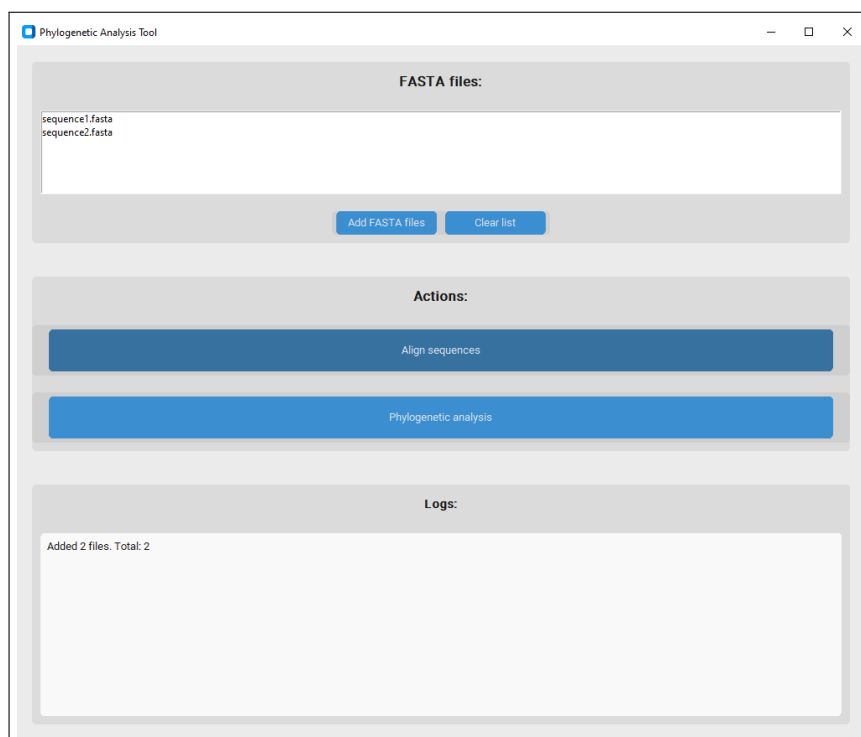 Phylogenetic Analysis Tool
FASTA files:
sequence1.fasta
sequence2.fasta
Add FASTA files Clear list
Actions:
Align sequences
Phylogenetic analysis
Logs:
Added 2 files. Total: 2